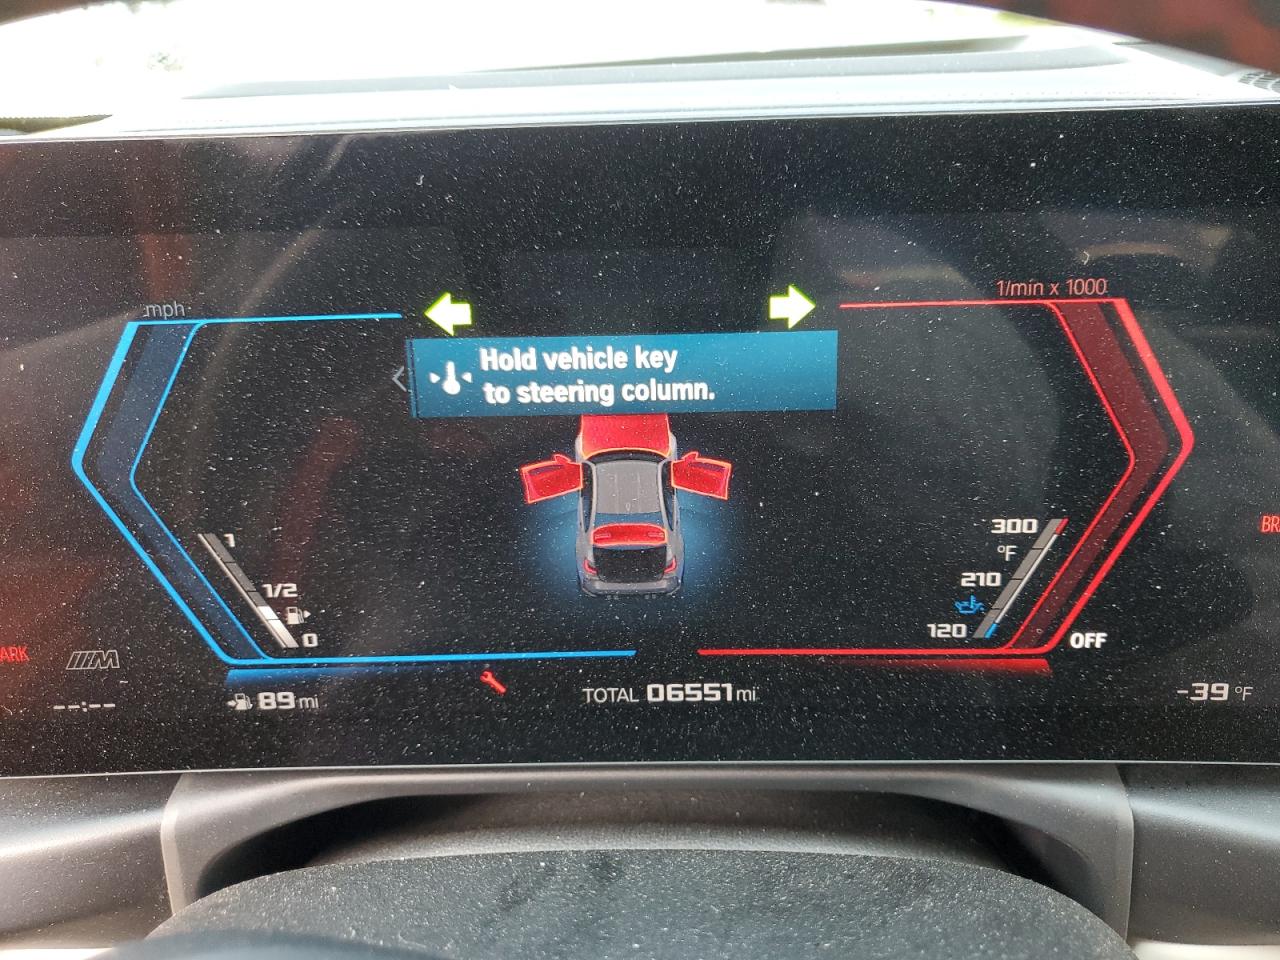 mph
1/min x 1000
Hold vehicle key
to steering column.
1
1/2
0
300
°F
210
120
OFF
BR
ARK
M
--:--
89 mi
TOTAL 06551 mi
-39 °F